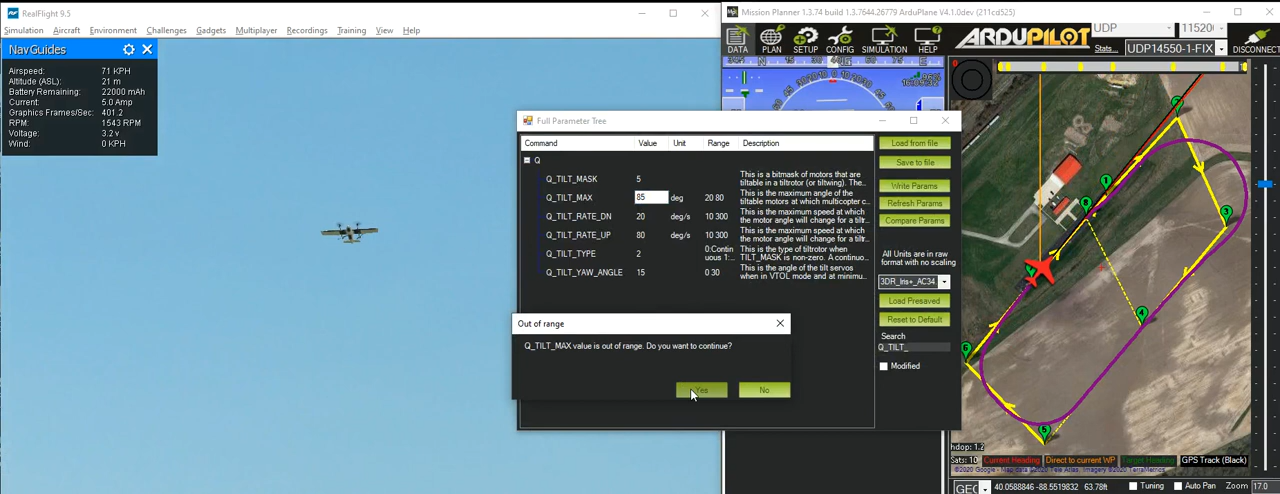 RealFlight 9.5
Simulation Aircraft Environment Challenges Gadgets Multiplayer Recordings Training View Help
NavGuides
Airspeed: 71 KPH
Altitude (ASL): 21 m
Battery Remaining: 22000 mAh
Current: 5.0 Amp
Graphics Frames/Sec: 401.2
RPM: 1543 RPM
Voltage: 3.2 v
Wind: 0 KPH
Mission Planner 1.3.74 build 1.3.7644.26779 ArduPlane V4.1.0dev (211cd525)
DATA PLAN SETUP CONFIG SIMULATION HELP
ARDUPILOT
UDP 115200
Stats... UDP14550-1-FIX
DISCONNECT
Full Parameter Tree
Command Value Unit Range Description
Q
Q_TILT_MASK 5 This is a bitmask of motors that are tiltable in a tiltrotor (or tiltwing). The...
Q_TILT_MAX 85 deg 20 80 This is the maximum angle of the tiltable motors at which multicopter c...
Q_TILT_RATE_DN 20 deg/s 10 300 This is the maximum speed at which the motor angle will change for a tilt...
Q_TILT_RATE_UP 80 deg/s 10 300 This is the maximum speed at which the motor angle will change for a tilt...
Q_TILT_TYPE 2 0:Continuous 1:... This is the type of tiltrotor when TILT_MASK is non-zero. A continuo...
Q_TILT_YAW_ANGLE 15 0 30 This is the angle of the tilt servos when in VTOL mode and at minimu...
Load from file
Save to file
Write Params
Refresh Params
Compare Params
All Units are in raw
format with no scaling
3DR_Iris+_AC34
Load Presaved
Reset to Default
Search
Q_TILT_
Modified
Out of range
Q_TILT_MAX value is out of range. Do you want to continue?
Yes No
1
3
4
5
6
hdop: 1.2
Sats: 10 Current Heading Direct to current WP Target Heading GPS Track (Black)
GEO 40.0588846 -88.5519832 63.78ft Tuning Auto Pan Zoom 17.0